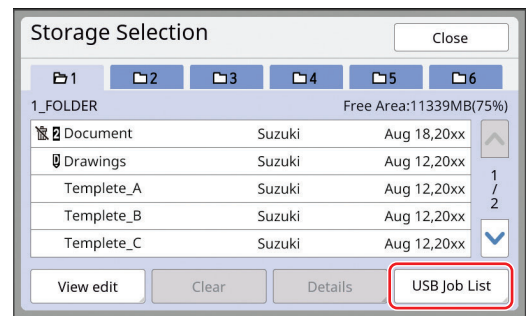 Storage Selection
Close
1 2 3 4 5 6
1_FOLDER Free Area:11339MB(75%)
2 Document Suzuki Aug 18,20xx
Drawings Suzuki Aug 12,20xx
Templete_A Suzuki Aug 12,20xx
Templete_B Suzuki Aug 12,20xx
Templete_C Suzuki Aug 12,20xx
1
/
2
View edit Clear Details USB Job List